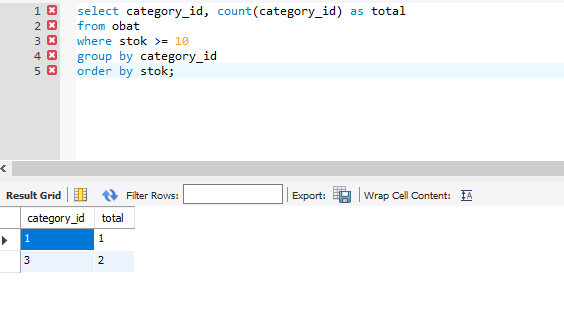 1 select category_id, count(category_id) as total
2 from obat
3 where stok >= 10
4 group by category_id
5 order by stok;
Result Grid Filter Rows: Export: Wrap Cell Content: IA
category_id total
1 1
3 2